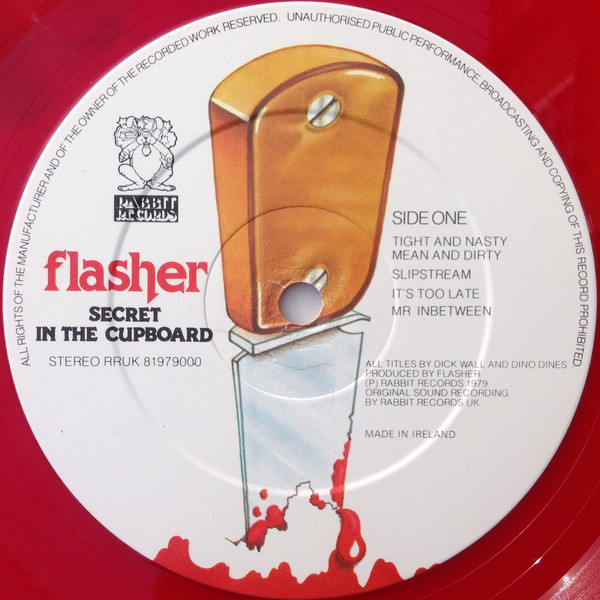 ALL RIGHTS OF THE MANUFACTURER AND OF THE OWNER OF THE RECORDED WORK RESERVED. UNAUTHORISED PUBLIC PERFORMANCE, BROADCASTING AND COPYING OF THIS RECORD PROHIBITED
RABBIT
RECORDS
flasher
SECRET
IN THE CUPBOARD
STEREO RRUK 81979000
SIDE ONE
TIGHT AND NASTY
MEAN AND DIRTY
SLIPSTREAM
IT'S TOO LATE
MR INBETWEEN
ALL TITLES BY DICK WALL AND DINO DINES
PRODUCED BY FLASHER
(P) RABBIT RECORDS 1979
ORIGINAL SOUND RECORDING
BY RABBIT RECORDS UK
MADE IN IRELAND